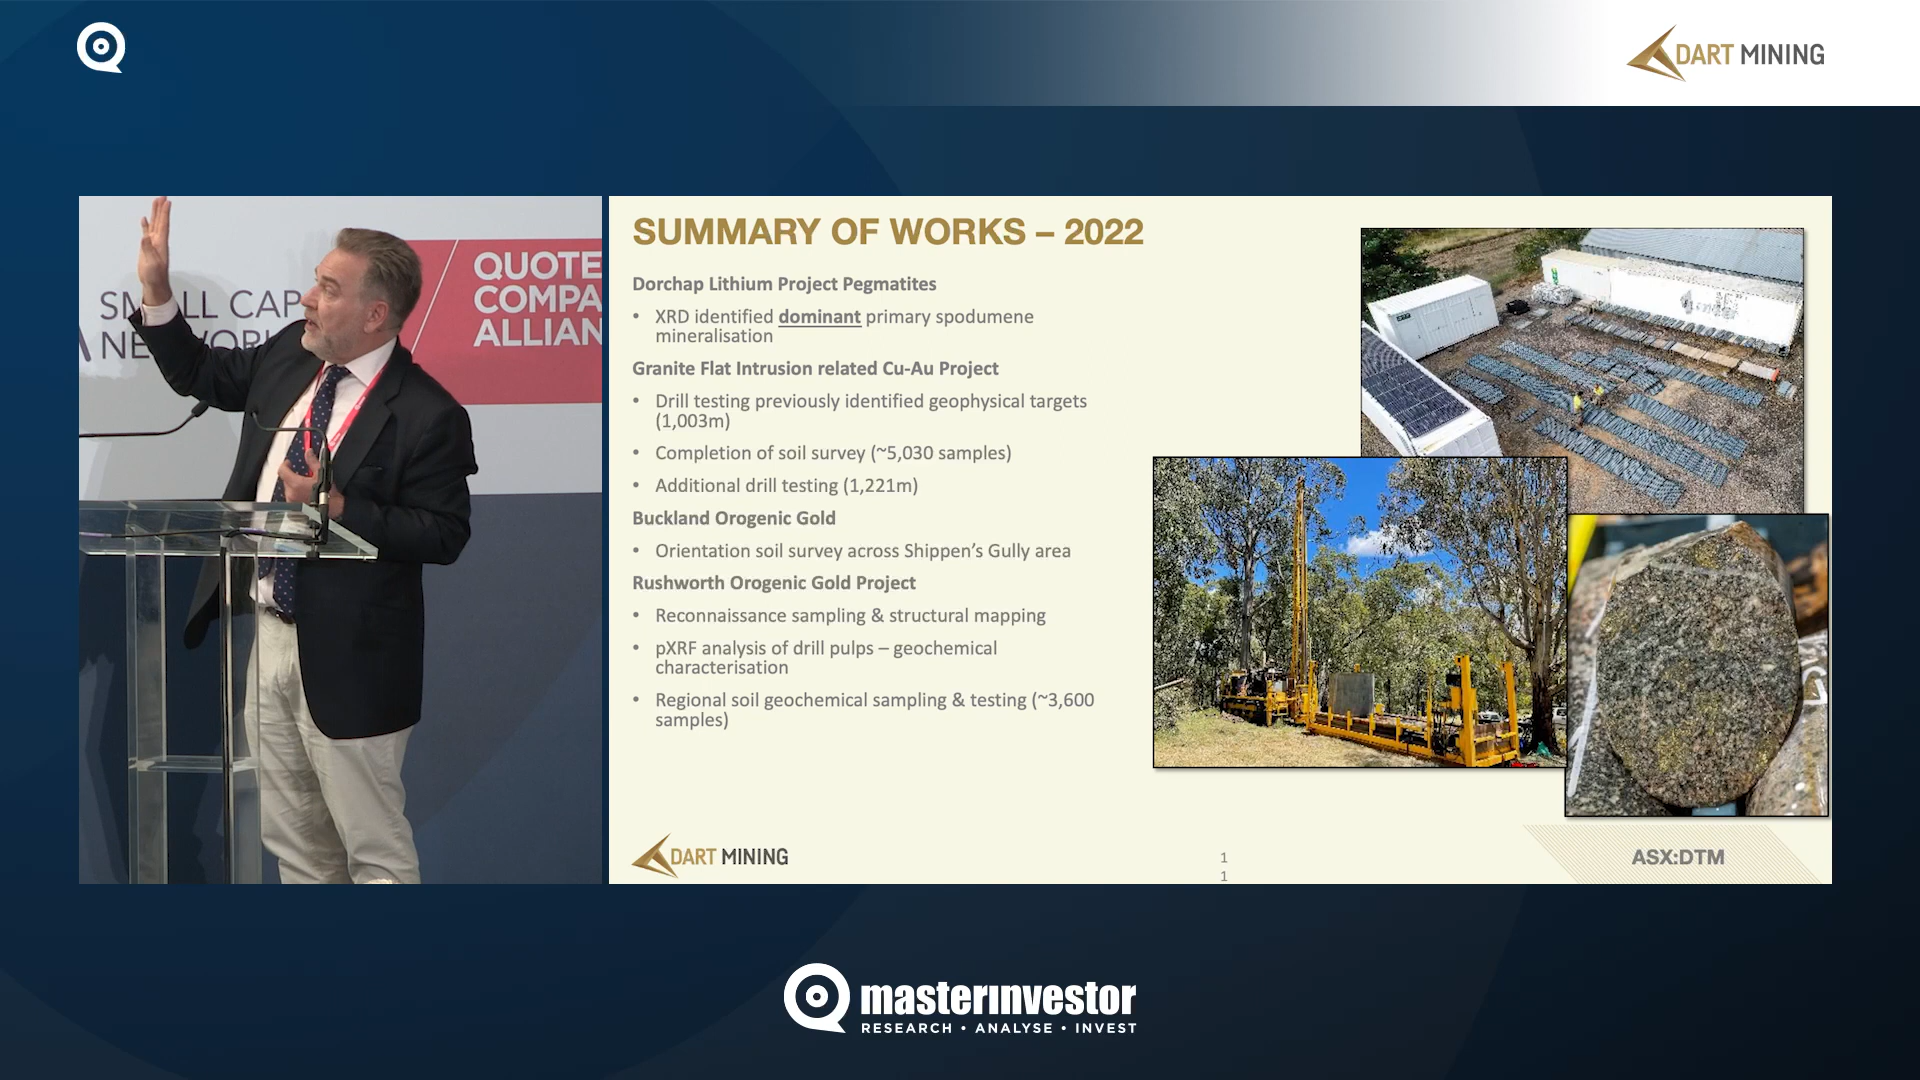 DART MINING
SMALL CAP
NETWORK
QUOTE
COMPA
ALLIAN
SUMMARY OF WORKS – 2022
Dorchap Lithium Project Pegmatites
• XRD identified dominant primary spodumene
mineralisation
Granite Flat Intrusion related Cu-Au Project
• Drill testing previously identified geophysical targets
(1,003m)
• Completion of soil survey (~5,030 samples)
• Additional drill testing (1,221m)
Buckland Orogenic Gold
• Orientation soil survey across Shippen’s Gully area
Rushworth Orogenic Gold Project
• Reconnaissance sampling & structural mapping
• pXRF analysis of drill pulps – geochemical
characterisation
• Regional soil geochemical sampling & testing (~3,600
samples)
DART MINING
1
1
ASX:DTM
masterinvestor
RESEARCH • ANALYSE • INVEST